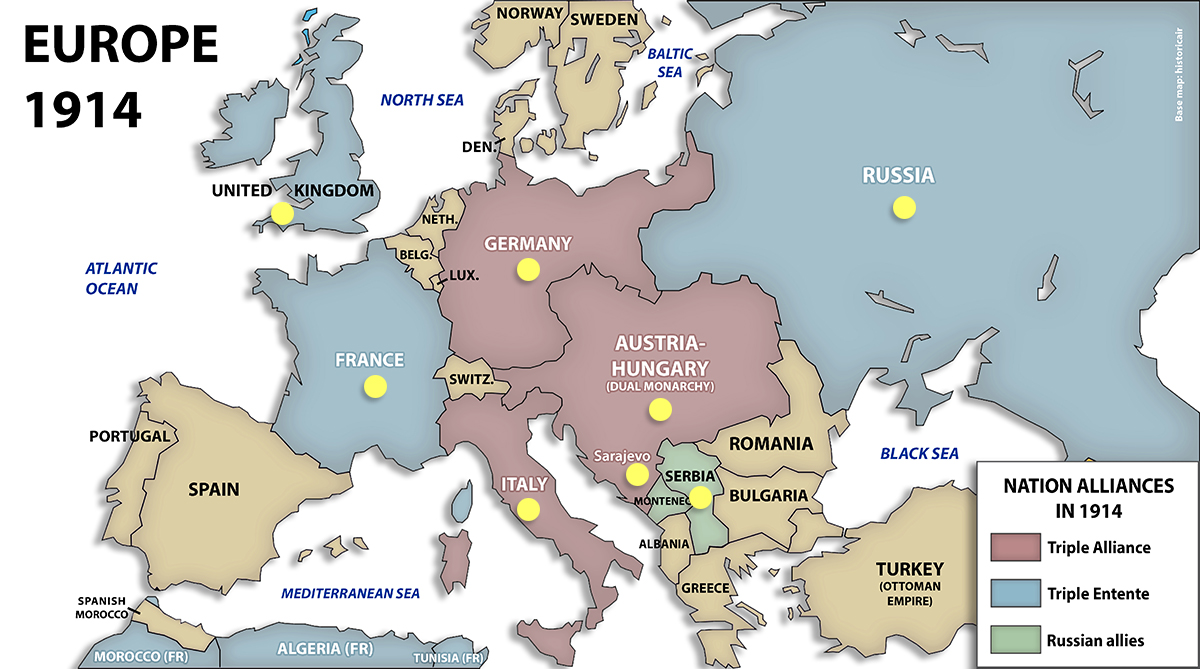 EUROPE
1914
NORWAY
SWEDEN
BALTIC
SEA
NORTH SEA
Base map: historicair
DEN.
RUSSIA
UNITED KINGDOM
NETH.
GERMANY
BELG.
LUX.
ATLANTIC
OCEAN
AUSTRIA-
HUNGARY
(DUAL MONARCHY)
FRANCE
SWITZ.
PORTUGAL
ROMANIA
BLACK SEA
Sarajevo
SERBIA
ITALY
SPAIN
MONTENEG
BULGARIA
ALBANIA
TURKEY
(OTTOMAN
EMPIRE)
GREECE
MEDITERRANEAN SEA
SPANISH
MOROCCO
MOROCCO (FR)
ALGERIA (FR)
TUNISIA (FR)
NATION ALLIANCES
IN 1914
Triple Alliance
Triple Entente
Russian allies